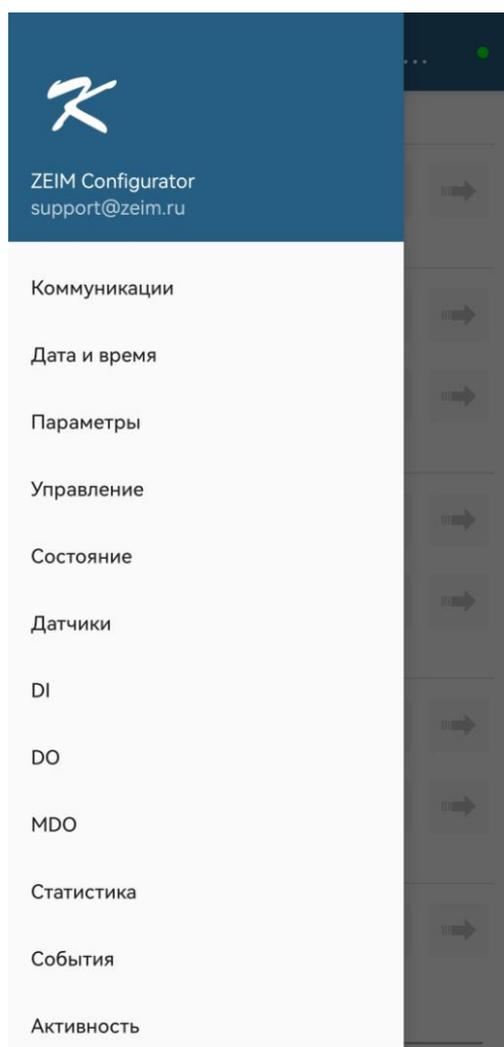 ZEIM Configurator
support@zeim.ru
Коммуникации
Дата и время
Параметры
Управление
Состояние
Датчики
DI
DO
MDO
Статистика
События
Активность